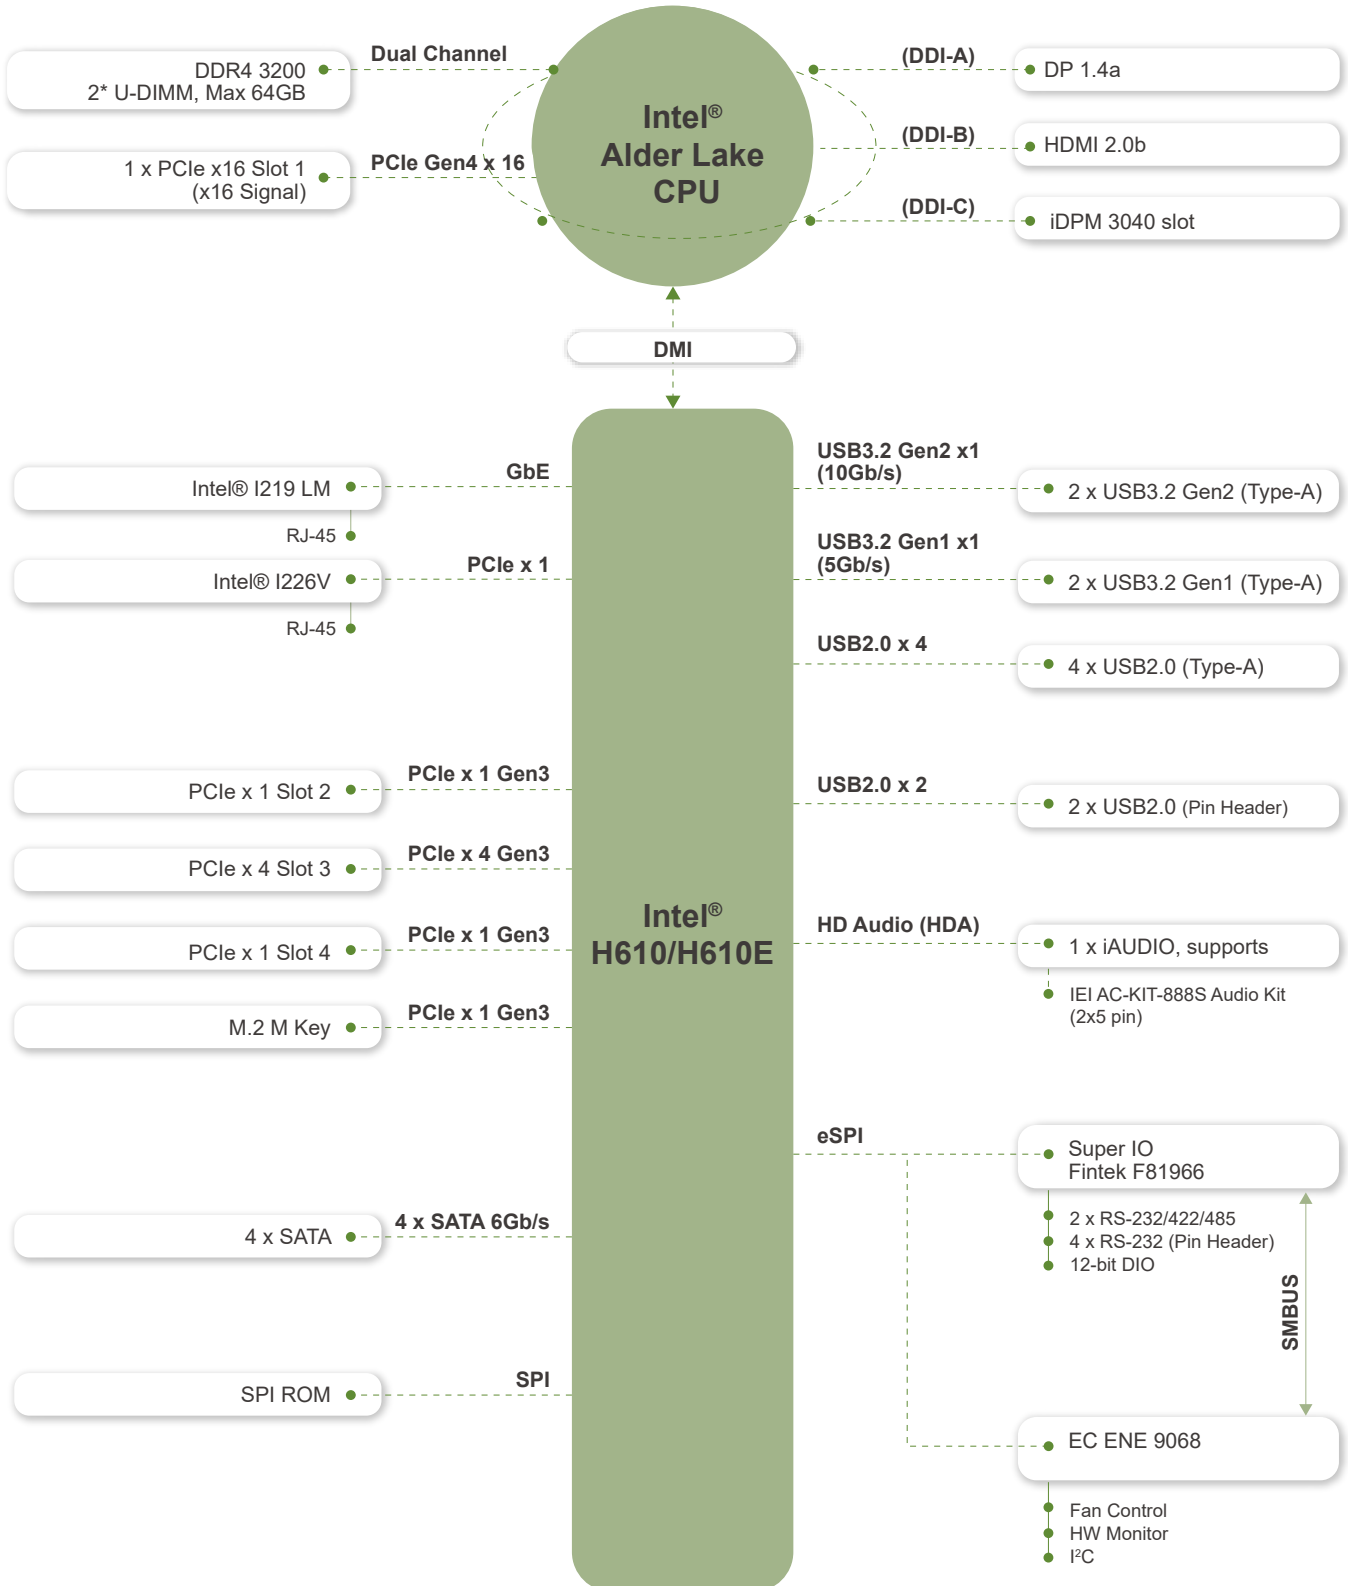 Dual Channel
DDR4 3200
2* U-DIMM, Max 64GB
PCIe Gen4 x 16
1 x PCIe x16 Slot 1
(x16 Signal)
Intel®
Alder Lake
CPU
(DDI-A)
DP 1.4a
(DDI-B)
HDMI 2.0b
(DDI-C)
iDPM 3040 slot
DMI
GbE
Intel® I219 LM
RJ-45
PCIe x 1
Intel® I226V
RJ-45
PCIe x 1 Gen3
PCIe x 1 Slot 2
PCIe x 4 Gen3
PCIe x 4 Slot 3
PCIe x 1 Gen3
PCIe x 1 Slot 4
PCIe x 1 Gen3
M.2 M Key
4 x SATA 6Gb/s
4 x SATA
SPI
SPI ROM
Intel®
H610/H610E
USB3.2 Gen2 x1
(10Gb/s)
2 x USB3.2 Gen2 (Type-A)
USB3.2 Gen1 x1
(5Gb/s)
2 x USB3.2 Gen1 (Type-A)
USB2.0 x 4
4 x USB2.0 (Type-A)
USB2.0 x 2
2 x USB2.0 (Pin Header)
HD Audio (HDA)
1 x iAUDIO, supports
IEI AC-KIT-888S Audio Kit
(2x5 pin)
eSPI
Super IO
Fintek F81966
2 x RS-232/422/485
4 x RS-232 (Pin Header)
12-bit DIO
SMBUS
EC ENE 9068
Fan Control
HW Monitor
I²C